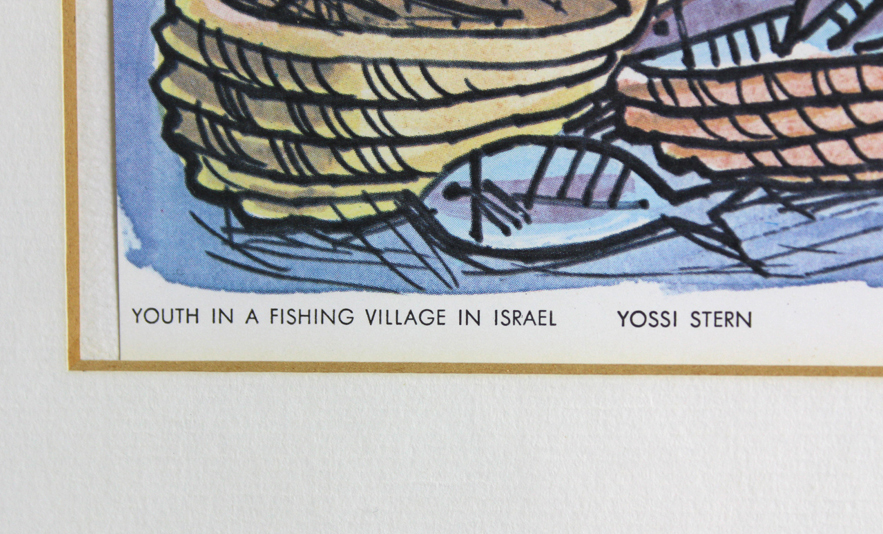 YOUTH IN A FISHING VILLAGE IN ISRAEL YOSSI STERN